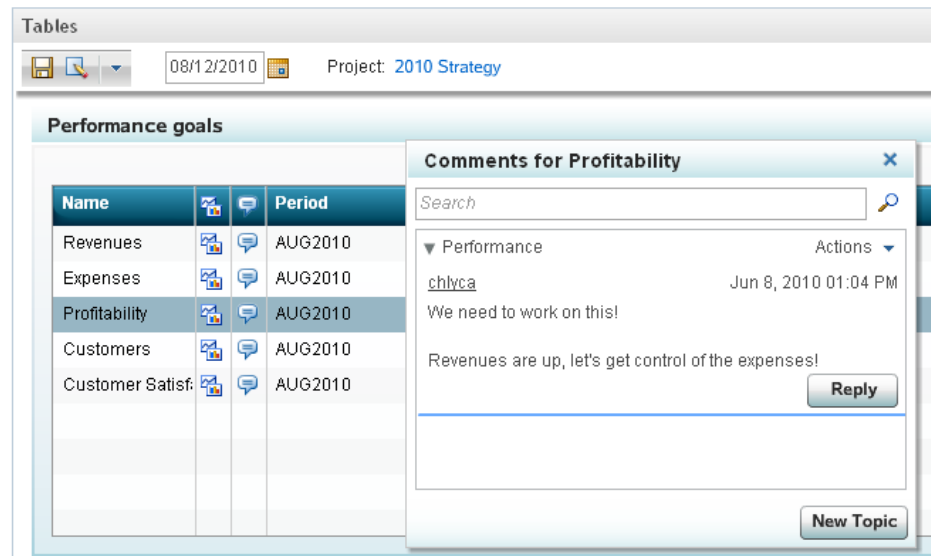 Tables
08/12/2010 Project: 2010 Strategy
Performance goals
Name Period
Revenues AUG2010
Expenses AUG2010
Profitability AUG2010
Customers AUG2010
Customer Satisf: AUG2010
Comments for Profitability
Search
Performance Actions
chlyca Jun 8, 2010 01:04 PM
We need to work on this!
Revenues are up, let's get control of the expenses!
Reply
New Topic